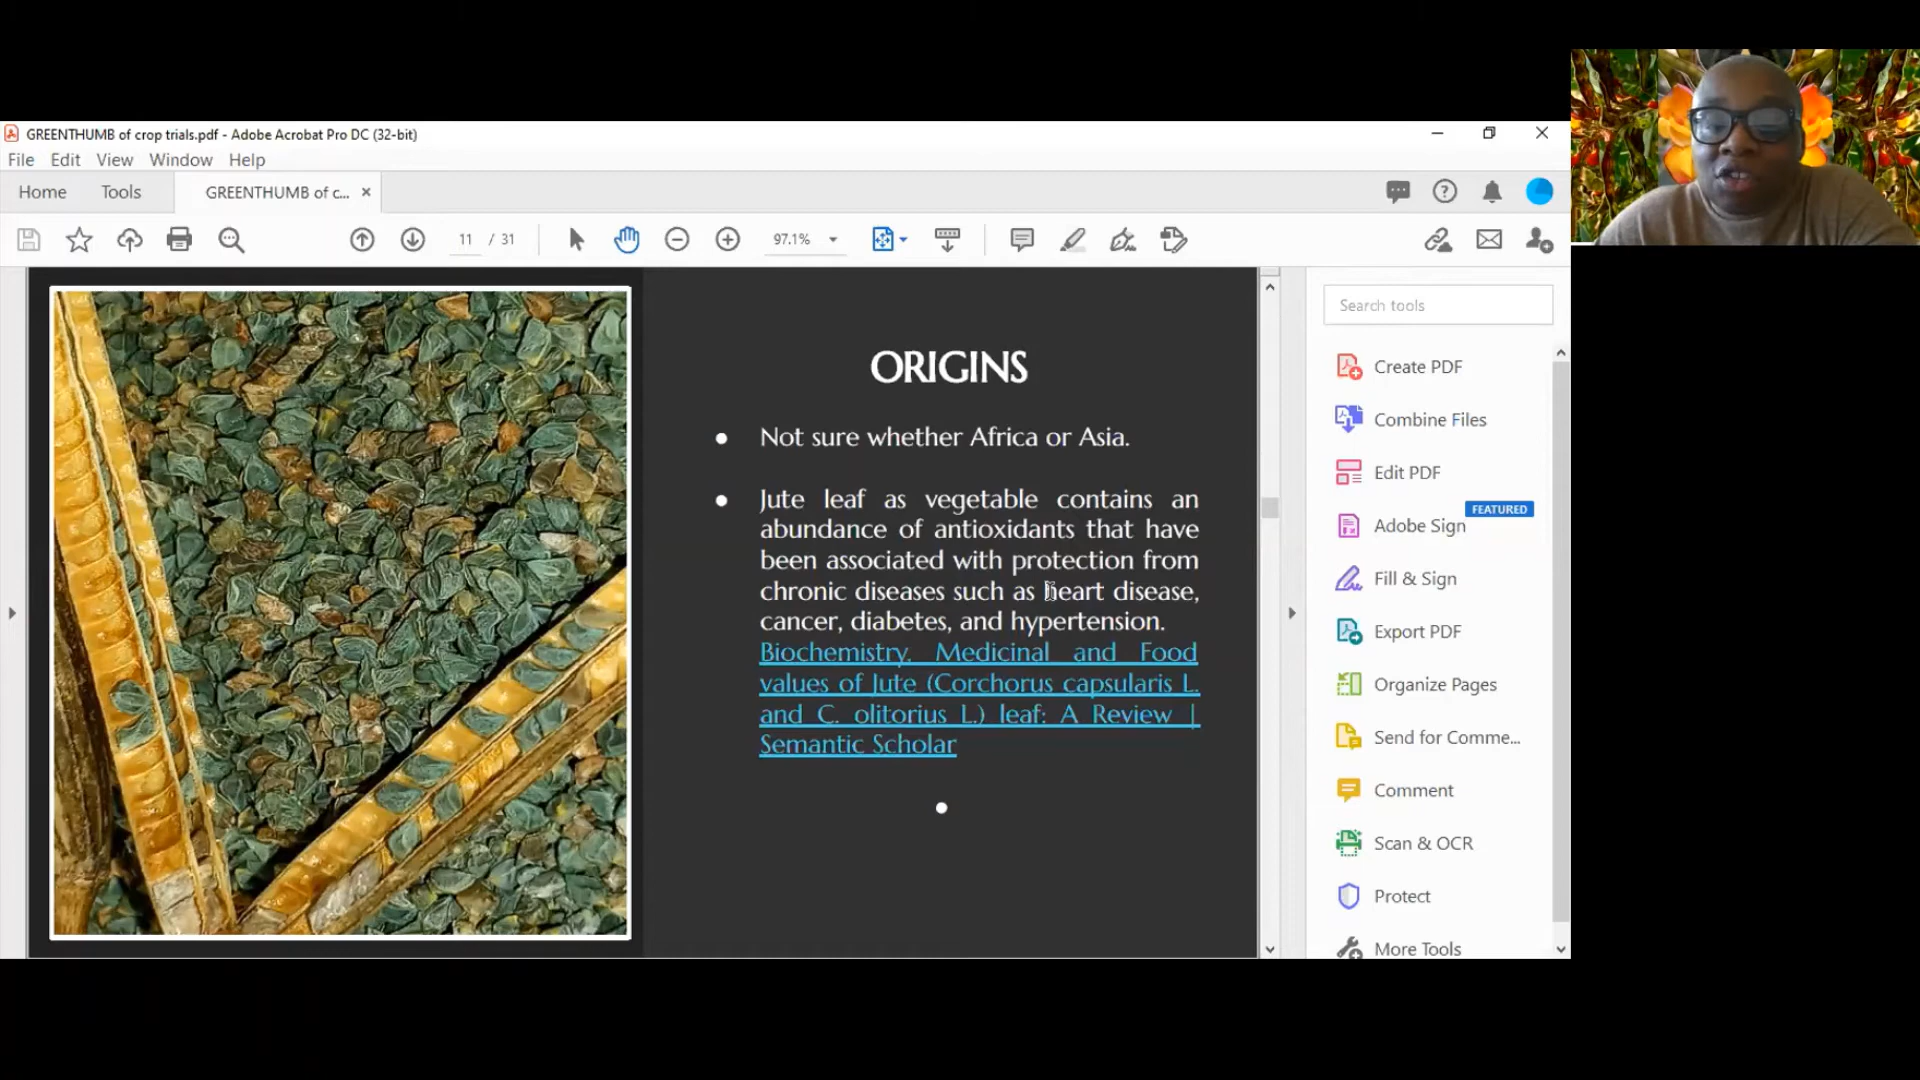 GREENTHUMB of crop trials.pdf - Adobe Acrobat Pro DC (32-bit)
File Edit View Window Help
Home Tools GREENTHUMB of c... ×
11 / 31 97.1%
ORIGINS
• Not sure whether Africa or Asia.
• Jute leaf as vegetable contains an
abundance of antioxidants that have
been associated with protection from
chronic diseases such as heart disease,
cancer, diabetes, and hypertension.
Biochemistry, Medicinal and Food
values of Jute (Corchorus capsularis L.
and C. olitorius L.) leaf: A Review |
Semantic Scholar
•
Search tools
Create PDF
Combine Files
Edit PDF
FEATURED
Adobe Sign
Fill & Sign
Export PDF
Organize Pages
Send for Comme...
Comment
Scan & OCR
Protect
More Tools